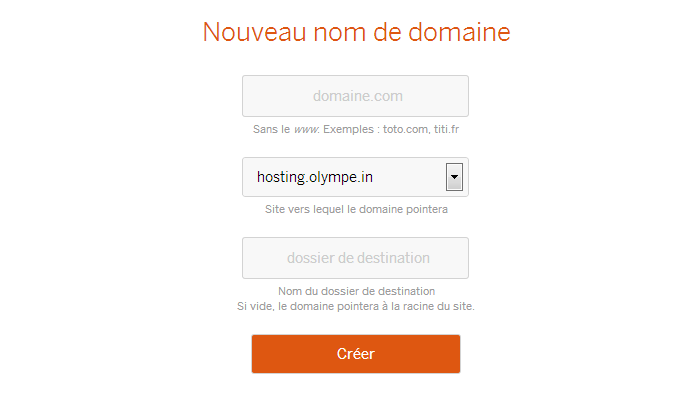 Nouveau nom de domaine
domaine.com
Sans le www. Exemples : toto.com, titi.fr
hosting.olympe.in
Site vers lequel le domaine pointera
dossier de destination
Nom du dossier de destination
Si vide, le domaine pointera à la racine du site.
Créer